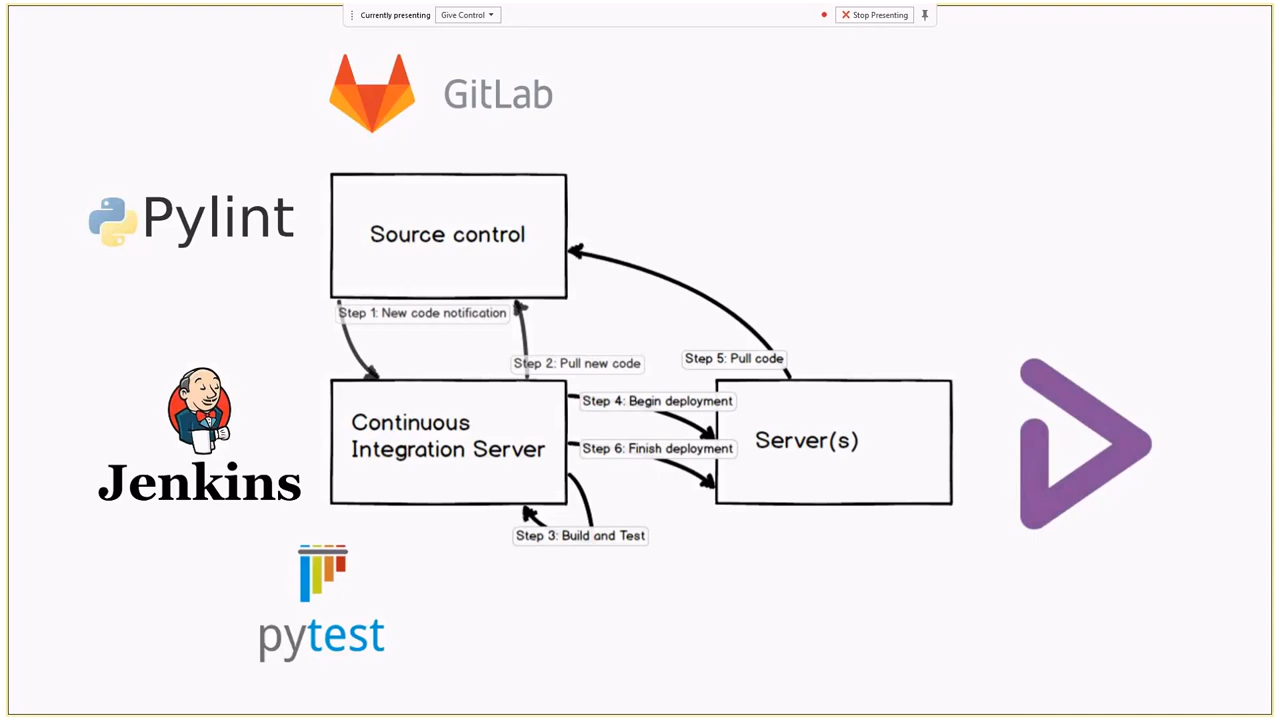 Currently presenting
Give Control
Stop Presenting
GitLab
Pylint
Source control
Step 1: New code notification
Step 2: Pull new code
Step 5: Pull code
Continuous
Integration Server
Step 4: Begin deployment
Step 6: Finish deployment
Server(s)
Jenkins
Step 3: Build and Test
pytest